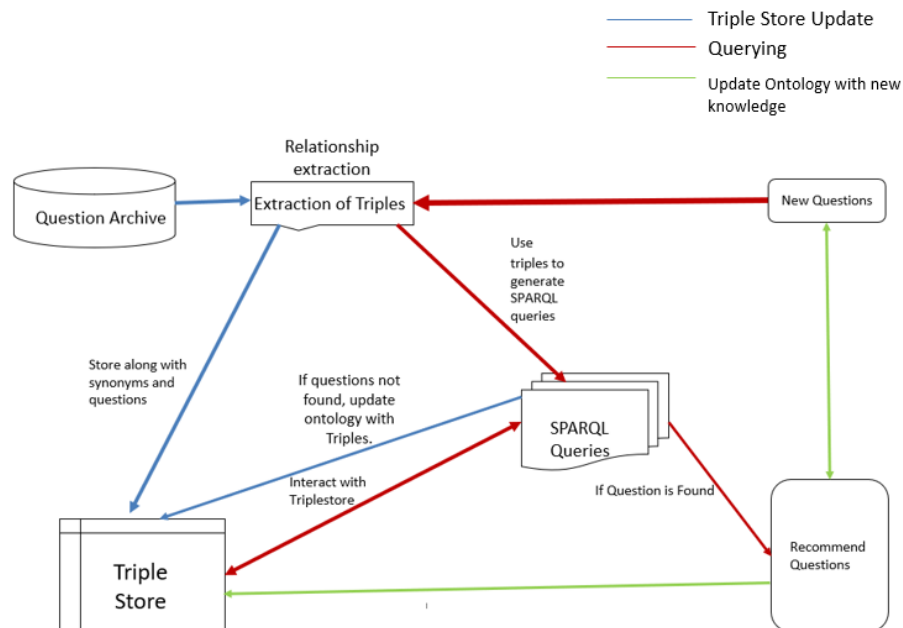 Triple Store Update
Querying
Update Ontology with new
knowledge
Relationship
extraction
Question Archive
Extraction of Triples
New Questions
Use
triples to
generate
SPARQL
queries
Store along with
synonyms and
questions
If questions not
found, update
ontology with
Triples.
SPARQL
Queries
Interact with
Triplestore
If Question is Found
Recommend
Questions
Triple
Store